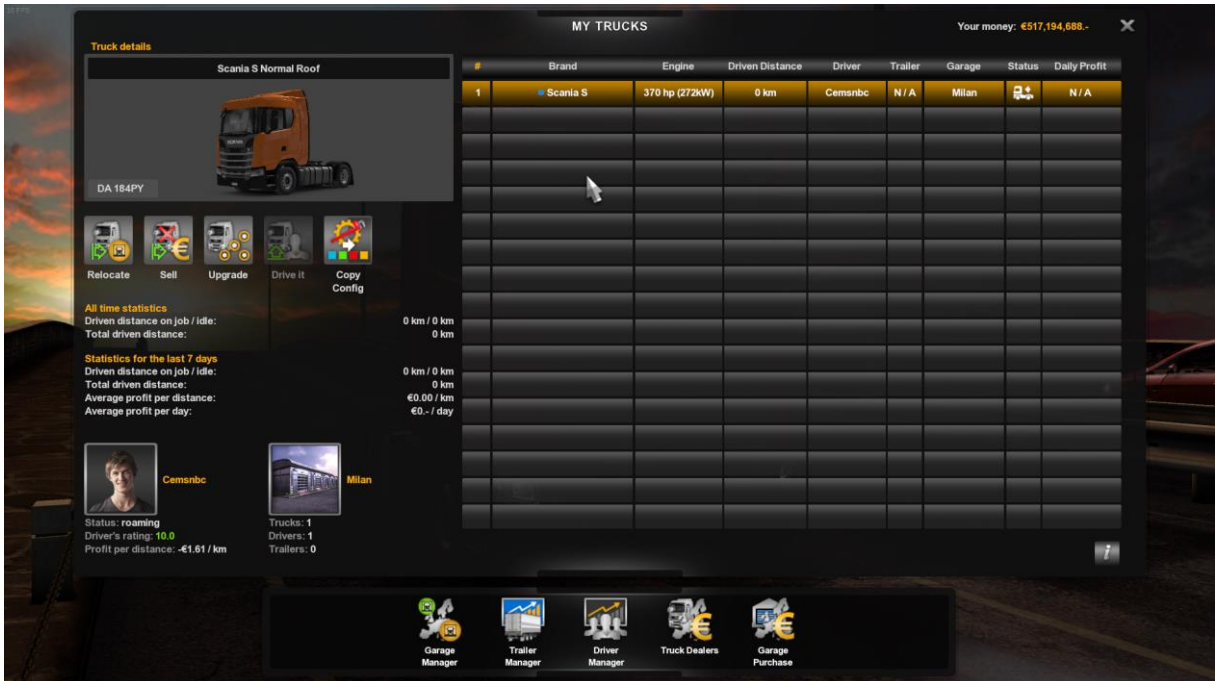 MY TRUCKS
Your money: €517,194,688.-
Truck details
Scania S Normal Roof
DA 184PY
Relocate
Sell
Upgrade
Drive it
Copy
Config
All time statistics
Driven distance on job / idle: 0 km / 0 km
Total driven distance: 0 km
Statistics for the last 7 days
Driven distance on job / idle: 0 km / 0 km
Total driven distance: 0 km
Average profit per distance: €0.00 / km
Average profit per day: €0.- / day
Cemsnbc
Status: roaming
Driver's rating: 10.0
Profit per distance: -€1.61 / km
Milan
Trucks: 1
Drivers: 1
Trailers: 0
# Brand Engine Driven Distance Driver Trailer Garage Status Daily Profit
1 Scania S 370 hp (272kW) 0 km Cemsnbc N / A Milan N / A
i
Garage
Manager
Trailer
Manager
Driver
Manager
Truck Dealers
Garage
Purchase